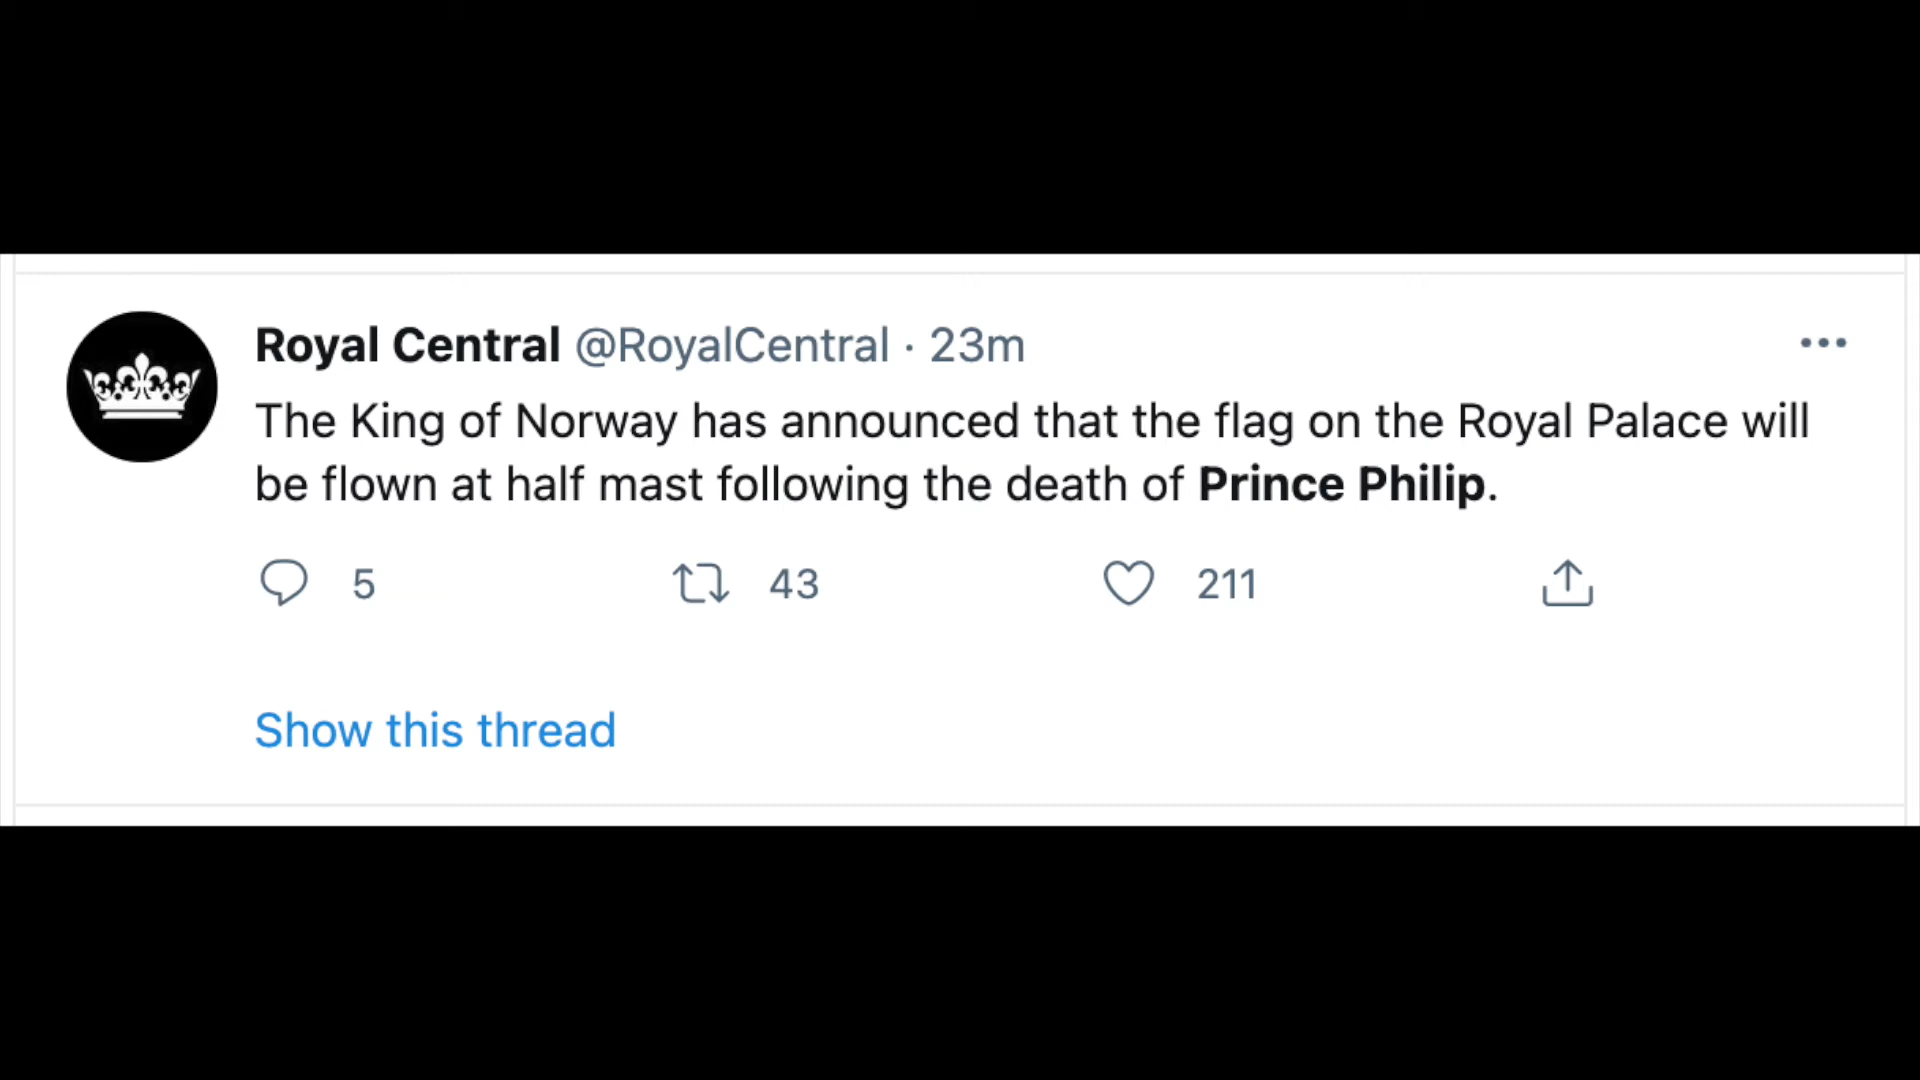 Royal Central @RoyalCentral · 23m
The King of Norway has announced that the flag on the Royal Palace will
be flown at half mast following the death of Prince Philip.
5 43 211
Show this thread